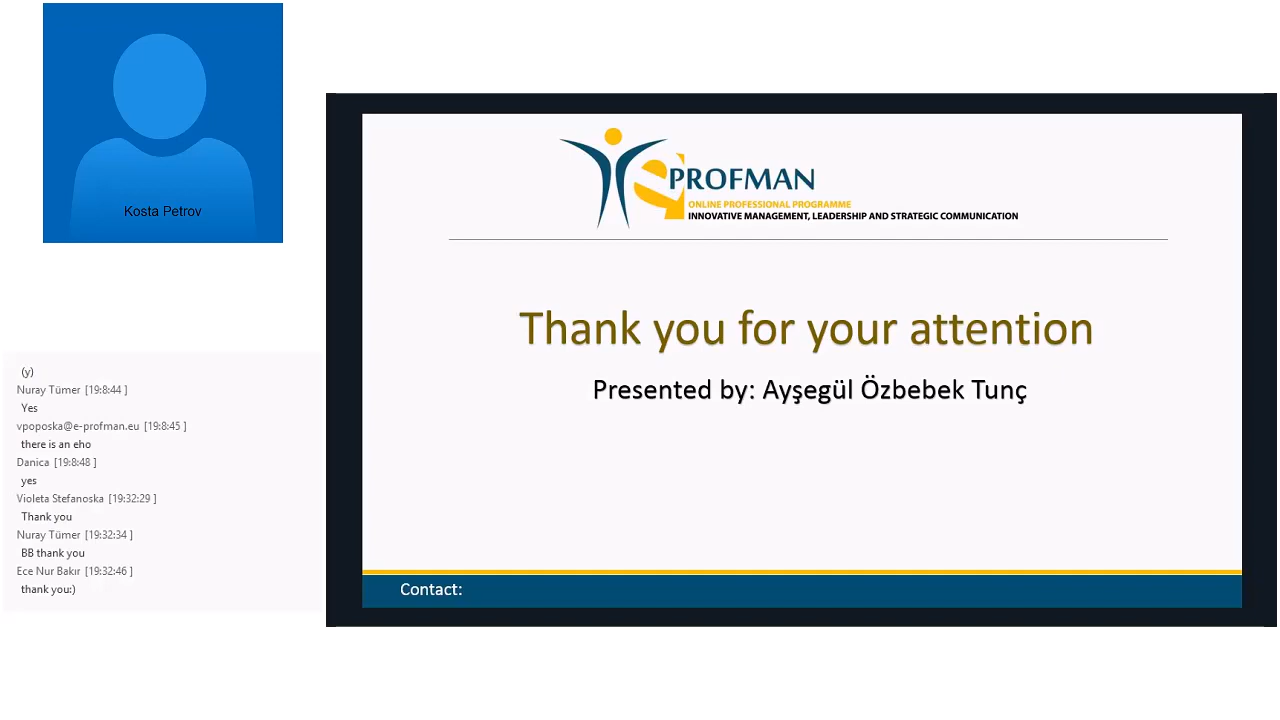 Kosta Petrov
(y)
Nuray Tümer [19:8:44 ]
Yes
vpoposka@e-profman.eu [19:8:45 ]
there is an eho
Danica [19:8:48 ]
yes
Violeta Stefanoska [19:32:29 ]
Thank you
Nuray Tümer [19:32:34 ]
BB thank you
Ece Nur Bakır [19:32:46 ]
thank you:)
ePROFMAN
ONLINE PROFESSIONAL PROGRAMME
INNOVATIVE MANAGEMENT, LEADERSHIP AND STRATEGIC COMMUNICATION
Thank you for your attention
Presented by: Ayşegül Özbebek Tunç
Contact: